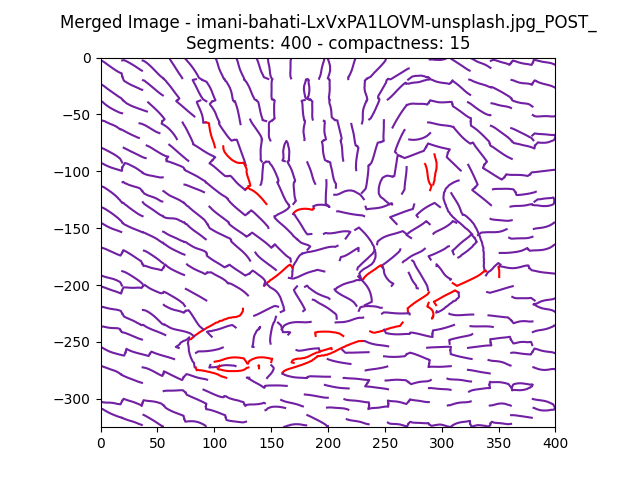 Merged Image - imani-bahati-LxVxPA1LOVM-unsplash.jpg_POST_
Segments: 400 - compactness: 15
0
−50
−100
−150
−200
−250
−300
0 50 100 150 200 250 300 350 400